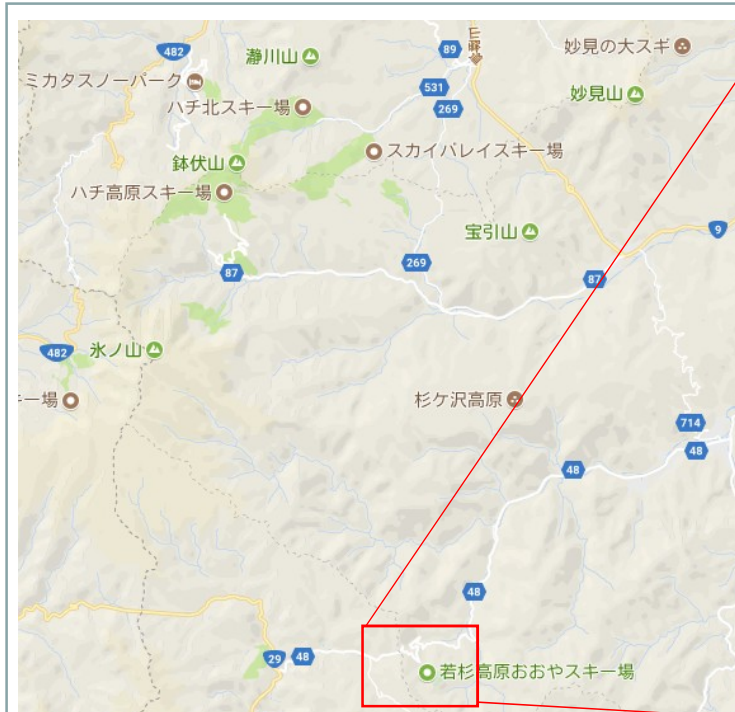 482
瀞川山
89
山陰
妙見の大スギ
ミカタスノーパーク
531
妙見山
ハチ北スキー場
269
スカイバレイスキー場
鉢伏山
ハチ高原スキー場
宝引山
9
269
87
87
482
氷ノ山
ー場
杉ケ沢高原
714
48
48
48
29
48
若杉高原おおやスキー場